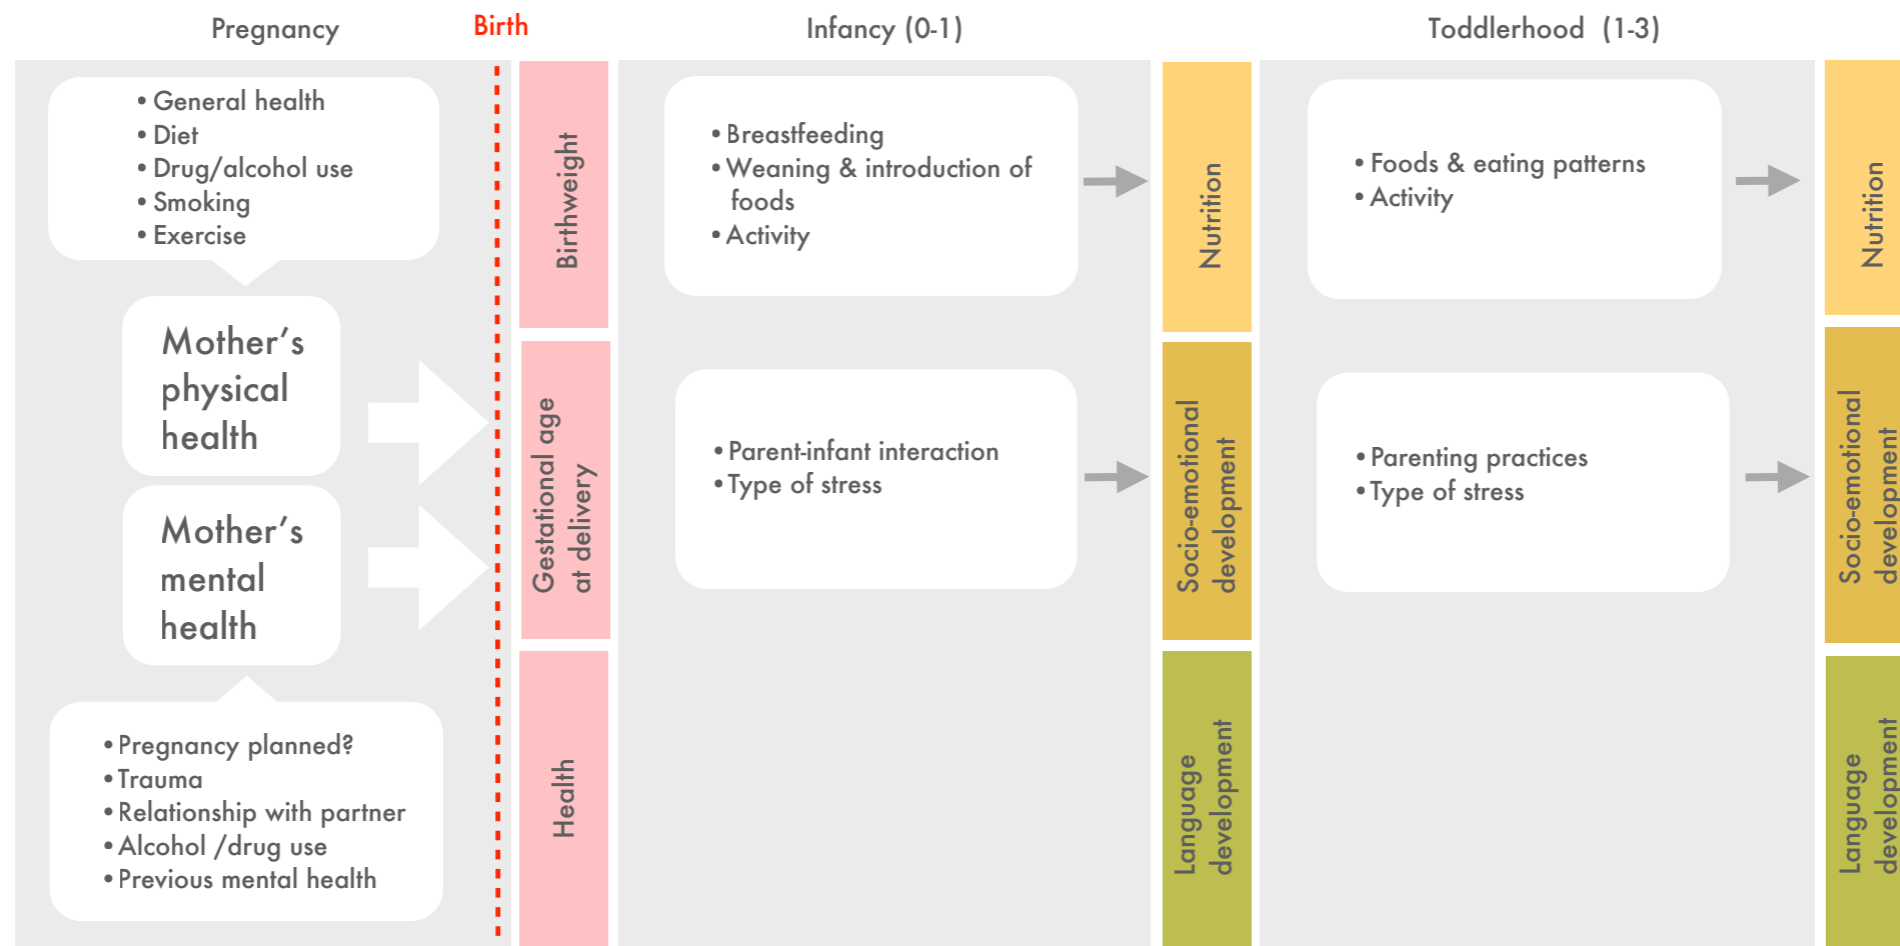 Pregnancy
Birth
Infancy (0-1)
Toddlerhood (1-3)
• General health
• Diet
• Drug/alcohol use
• Smoking
• Exercise
Mother's
physical
health
Mother's
mental
health
• Pregnancy planned?
• Trauma
• Relationship with partner
• Alcohol /drug use
• Previous mental health
Birthweight
Gestational age
at delivery
Health
• Breastfeeding
• Weaning & introduction of
foods
• Activity
• Parent-infant interaction
• Type of stress
Nutrition
Socio-emotional
development
Language
development
• Foods & eating patterns
• Activity
• Parenting practices
• Type of stress
Nutrition
Socio-emotional
development
Language
development